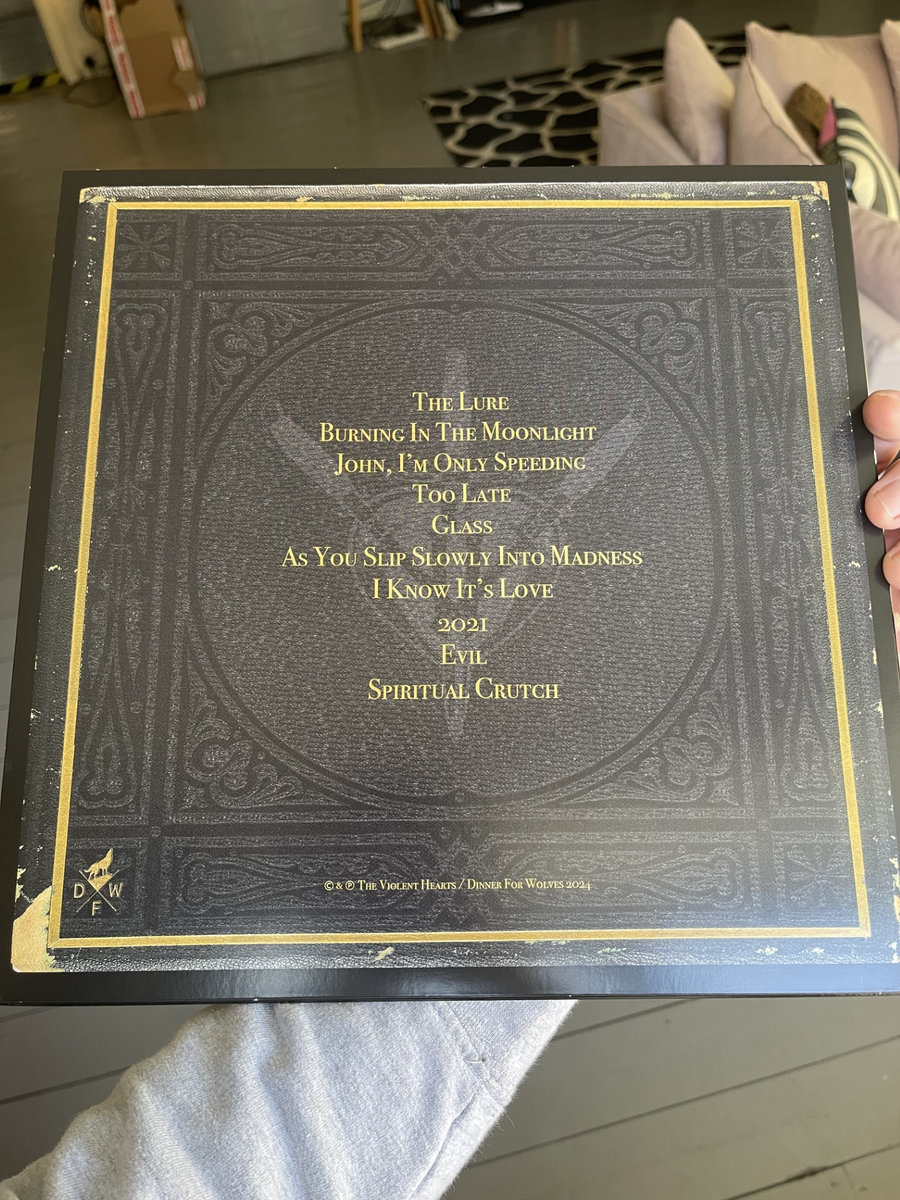 The Lure
Burning In The Moonlight
John, I'm Only Speeding
Too Late
Glass
As You Slip Slowly Into Madness
I Know It's Love
2021
Evil
Spiritual Crutch
D W
F
© & ℗ The Violent Hearts / Dinner For Wolves 2024